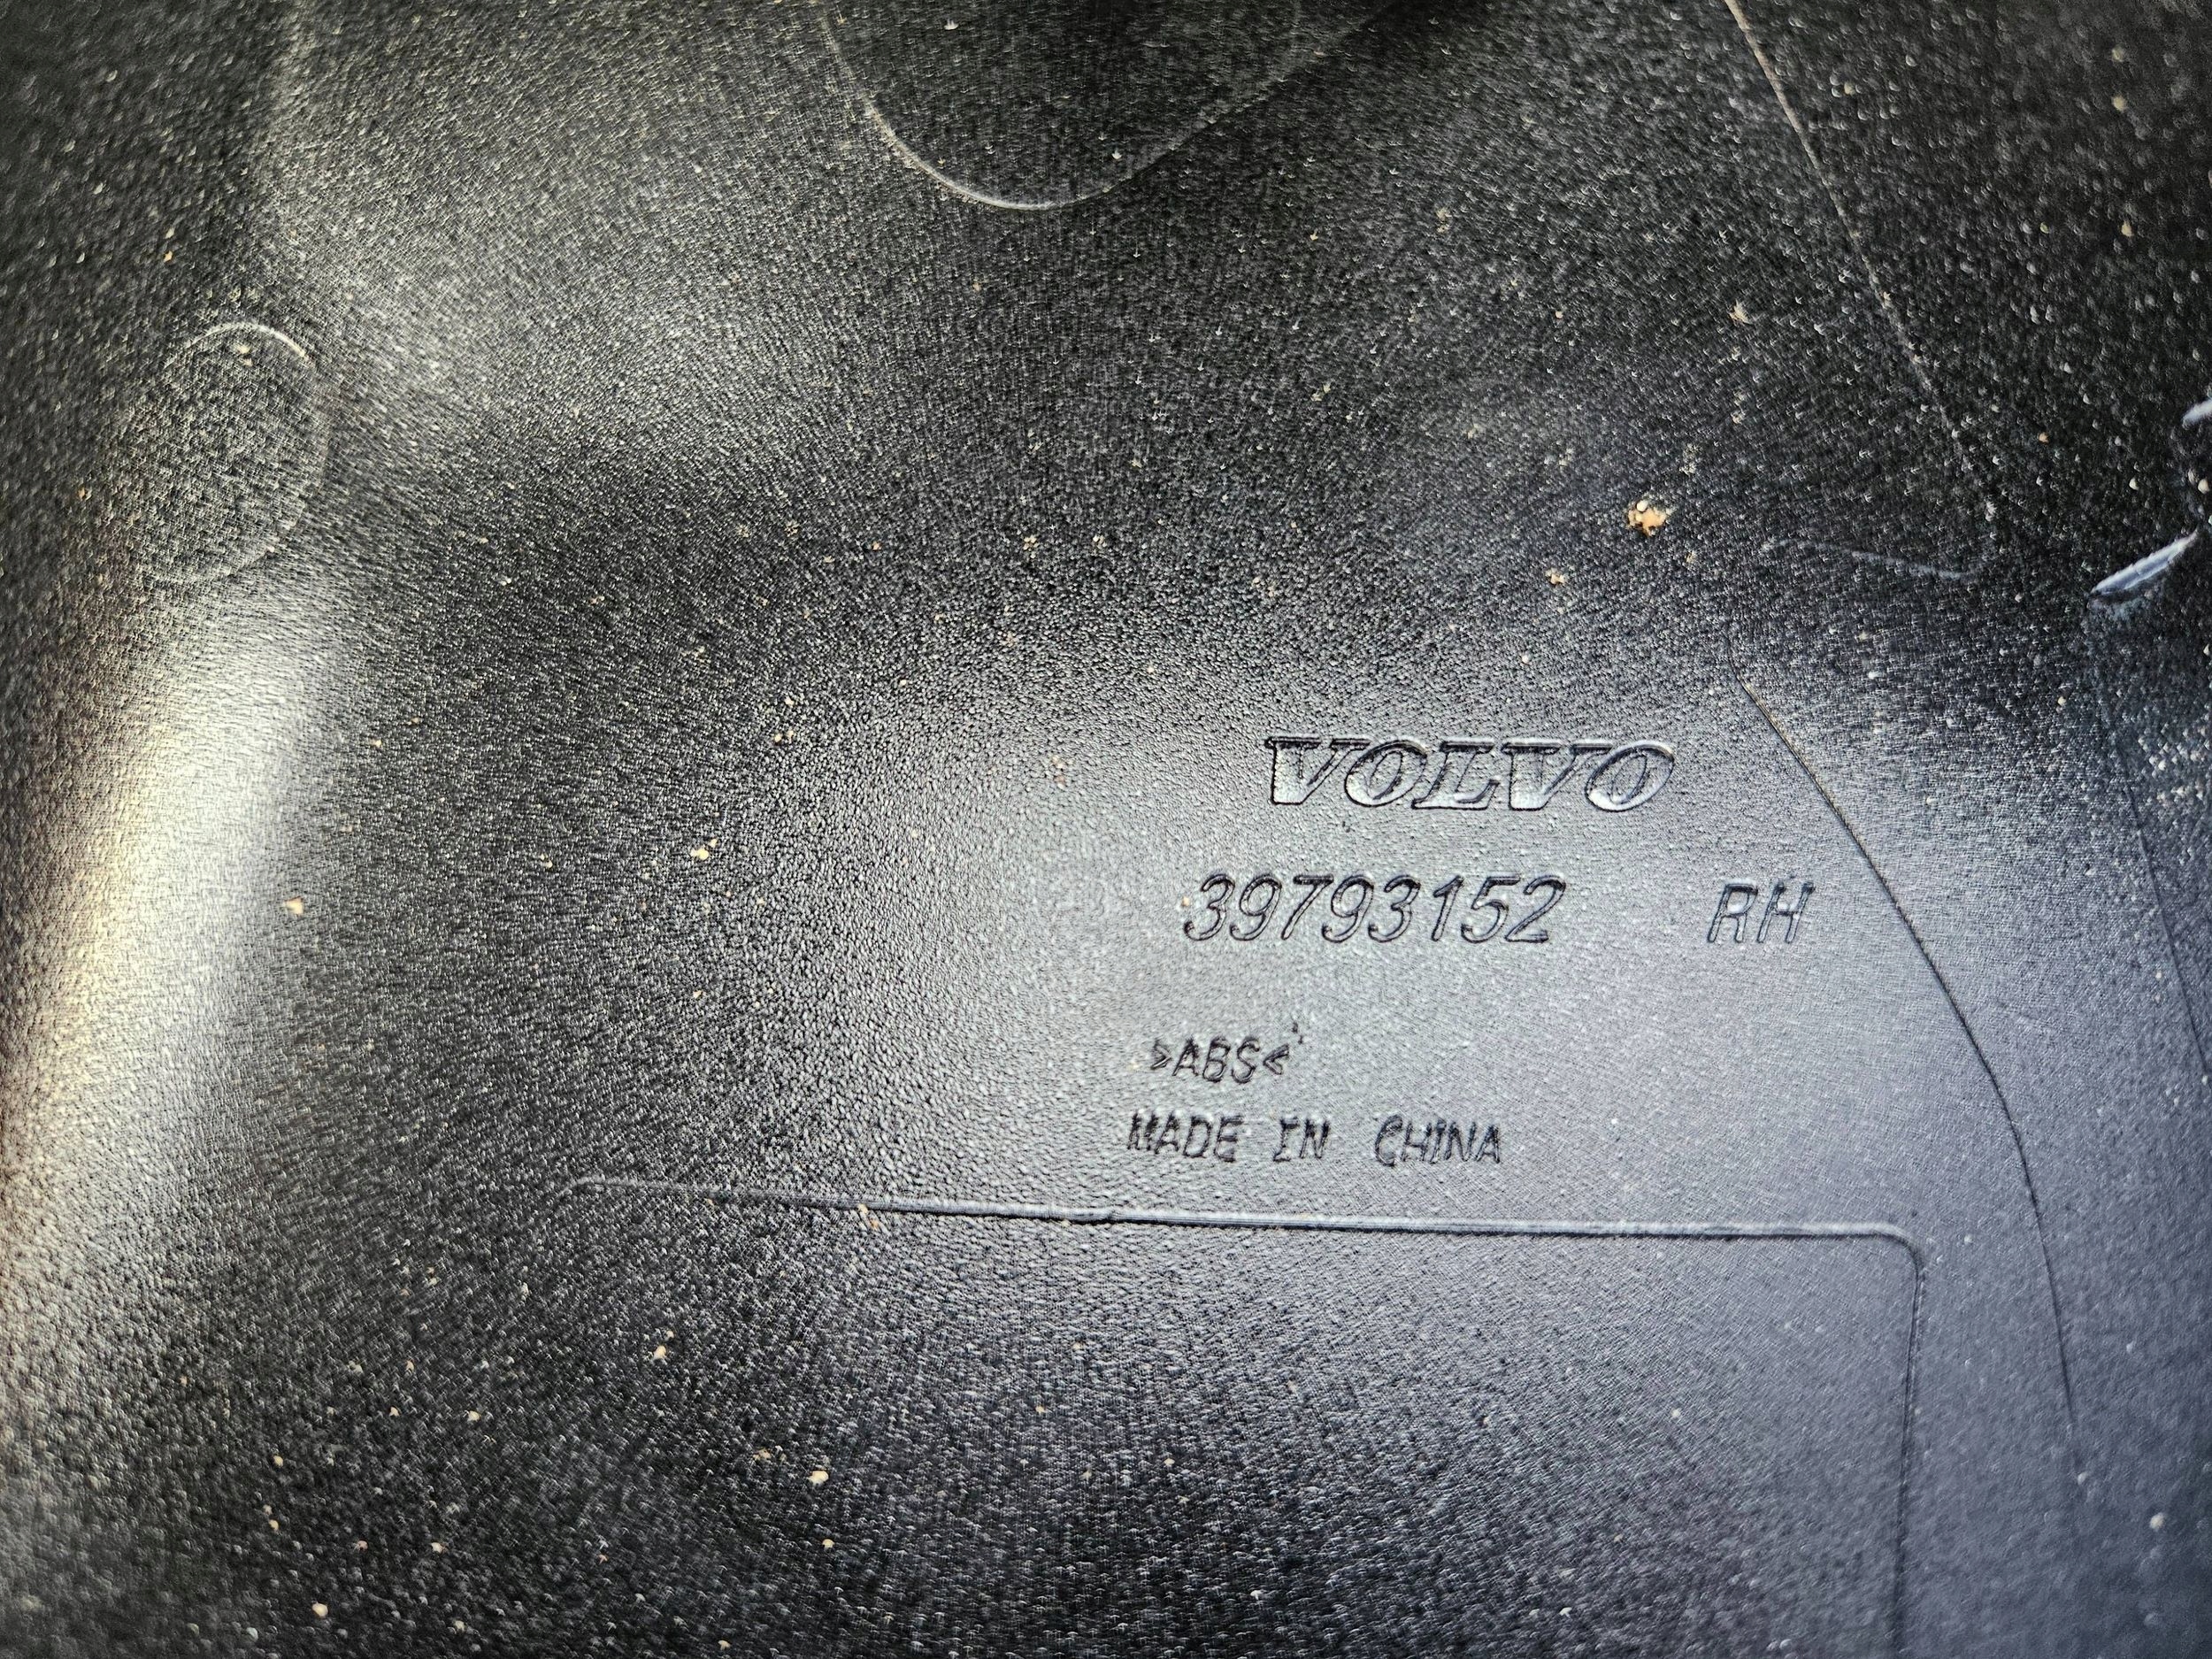 VOLVO
39793152 RH
>ABS<
MADE IN CHINA